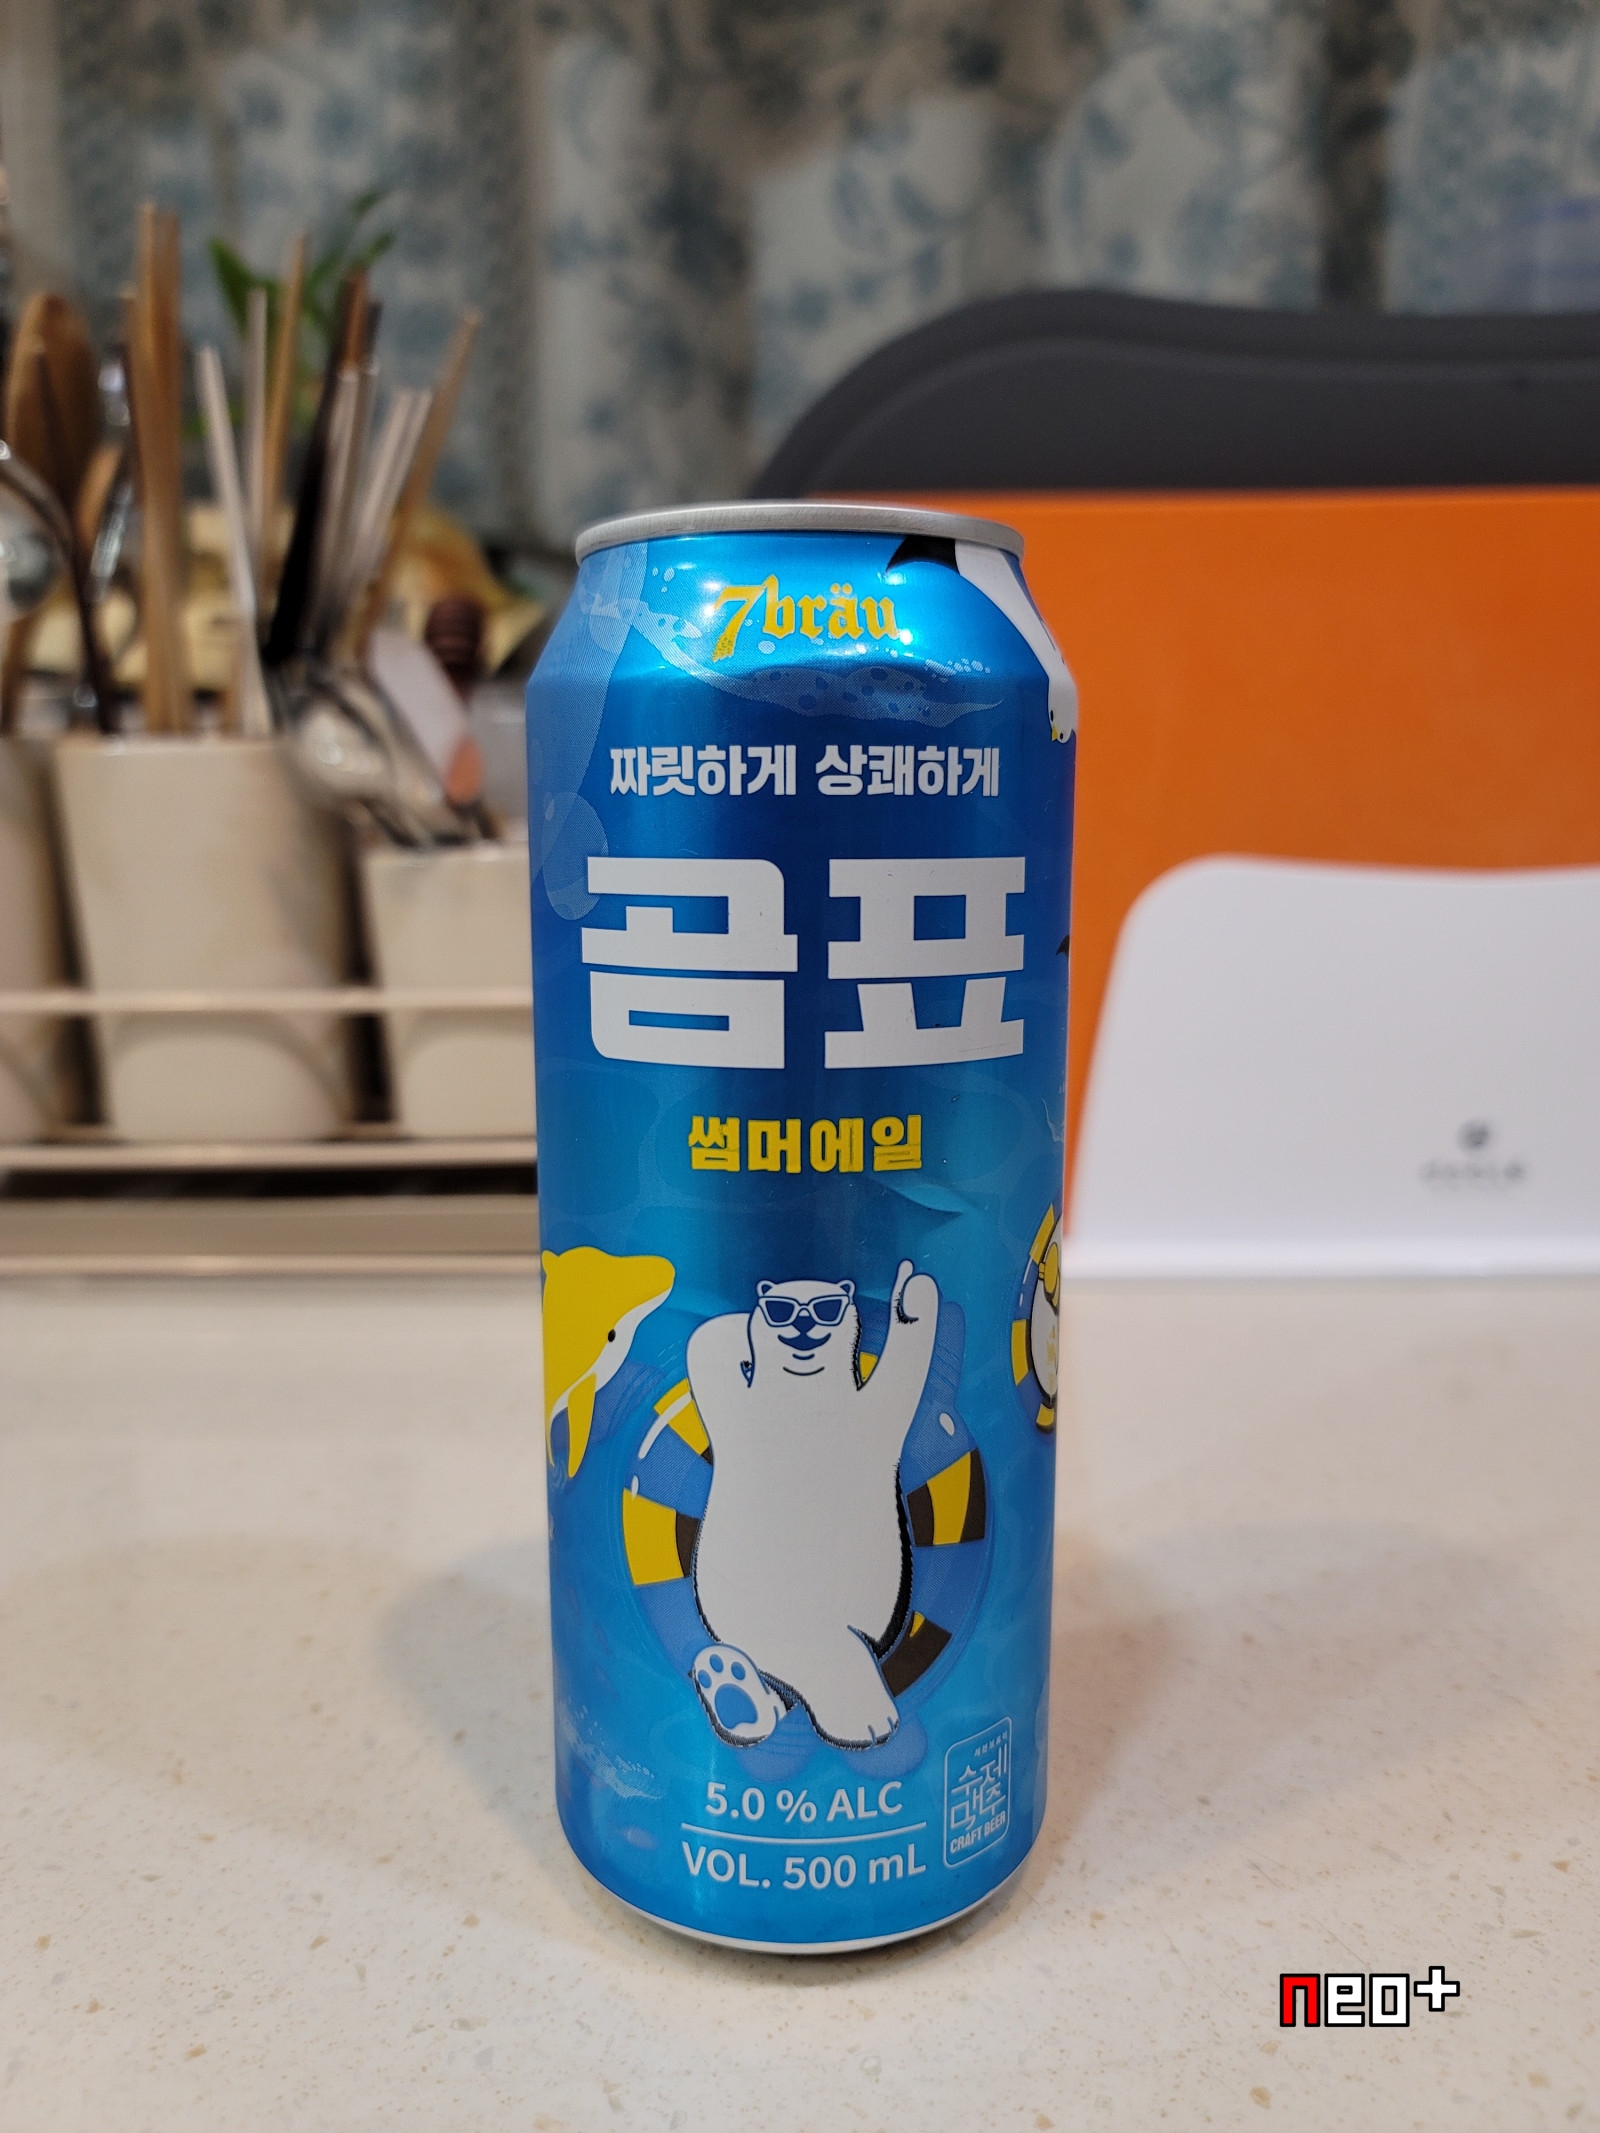 7bräu
짜릿하게 상쾌하게
곰표
썸머에일
5.0 % ALC
VOL. 500 mL
수제
맥주
CRAFT BEER
neo+